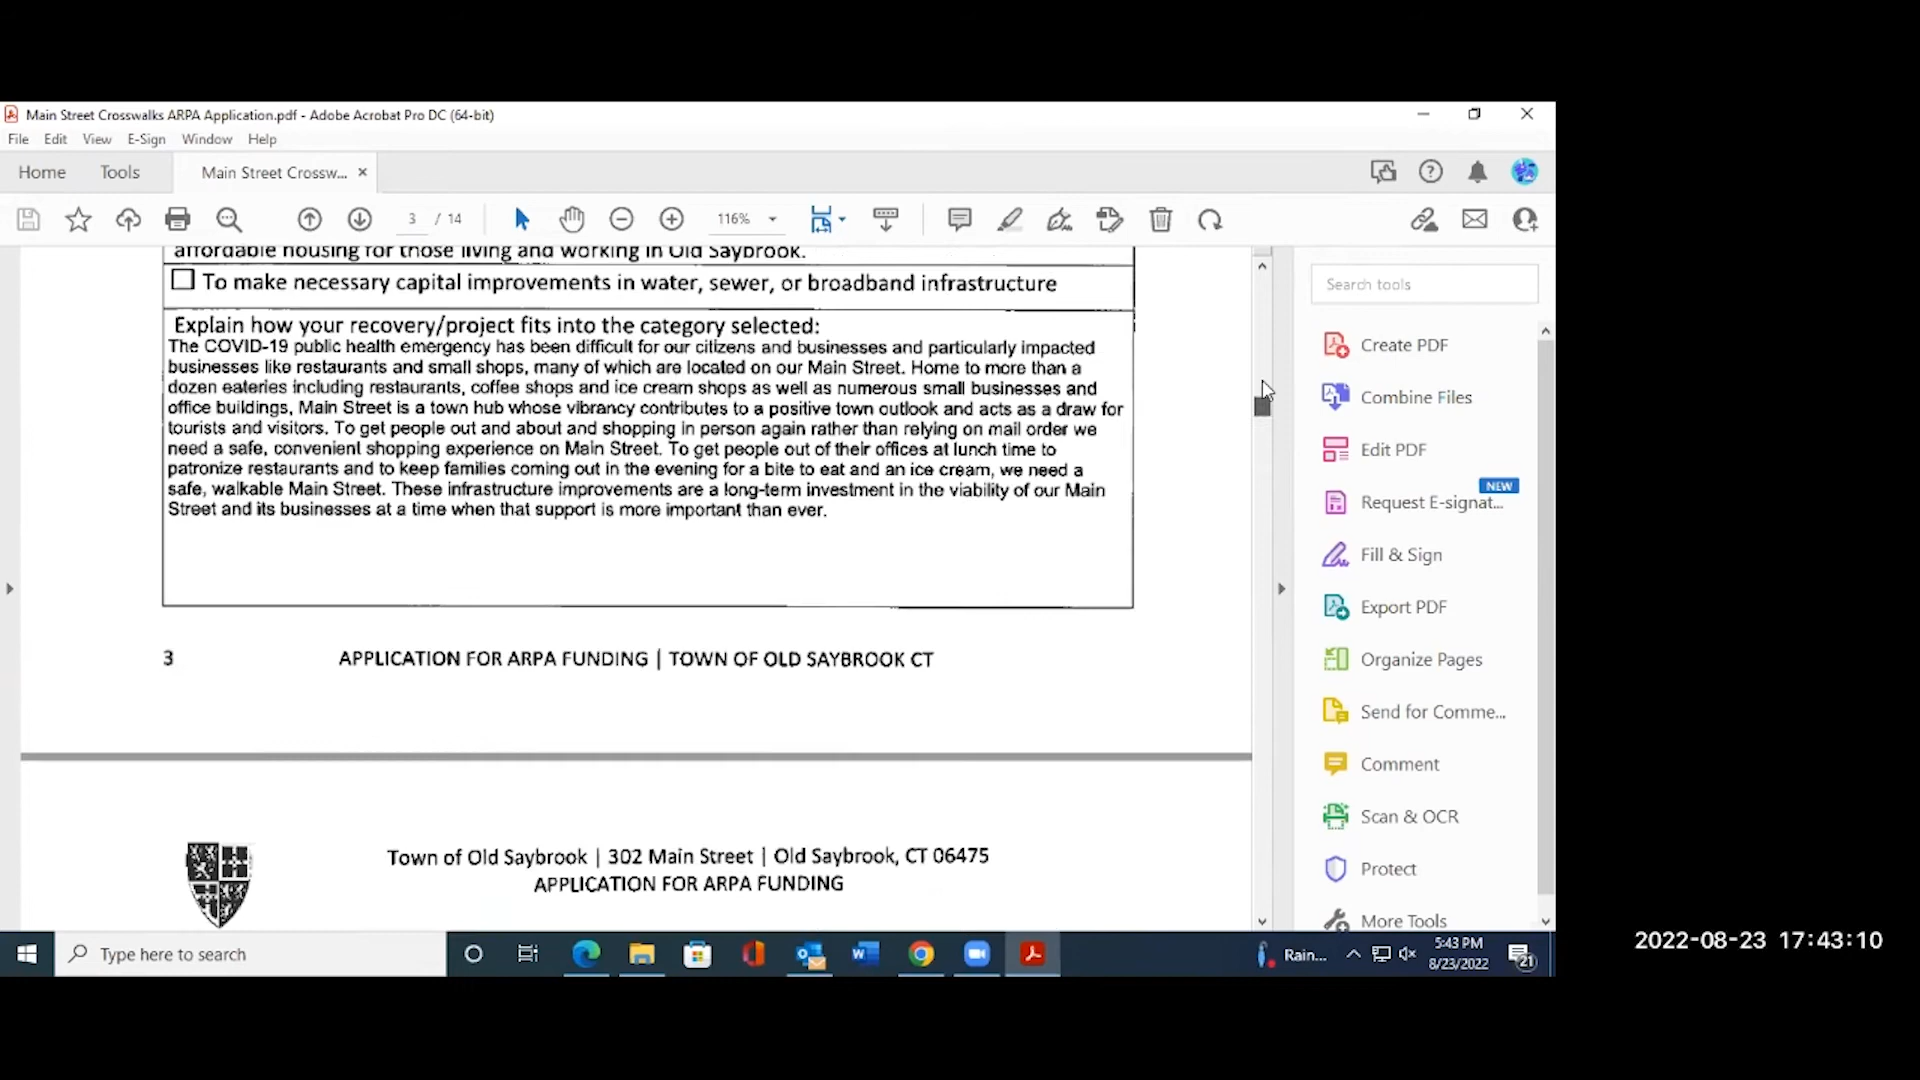 Main Street Crosswalks ARPA Application.pdf - Adobe Acrobat Pro DC (64-bit)
File Edit View E-Sign Window Help
Home Tools Main Street Crossw... ×
3 / 14 116%
affordable housing for those living and working in Old Saybrook.
To make necessary capital improvements in water, sewer, or broadband infrastructure
Explain how your recovery/project fits into the category selected:
The COVID-19 public health emergency has been difficult for our citizens and businesses and particularly impacted
businesses like restaurants and small shops, many of which are located on our Main Street. Home to more than a
dozen eateries including restaurants, coffee shops and ice cream shops as well as numerous small businesses and
office buildings, Main Street is a town hub whose vibrancy contributes to a positive town outlook and acts as a draw for
tourists and visitors. To get people out and about and shopping in person again rather than relying on mail order we
need a safe, convenient shopping experience on Main Street. To get people out of their offices at lunch time to
patronize restaurants and to keep families coming out in the evening for a bite to eat and an ice cream, we need a
safe, walkable Main Street. These infrastructure improvements are a long-term investment in the viability of our Main
Street and its businesses at a time when that support is more important than ever.
3 APPLICATION FOR ARPA FUNDING | TOWN OF OLD SAYBROOK CT
Town of Old Saybrook | 302 Main Street | Old Saybrook, CT 06475
APPLICATION FOR ARPA FUNDING
Search tools
Create PDF
Combine Files
Edit PDF
NEW
Request E-signat...
Fill & Sign
Export PDF
Organize Pages
Send for Comme...
Comment
Scan & OCR
Protect
More Tools
Type here to search
Rain...
5:43 PM
8/23/2022
21
2022-08-23 17:43:10